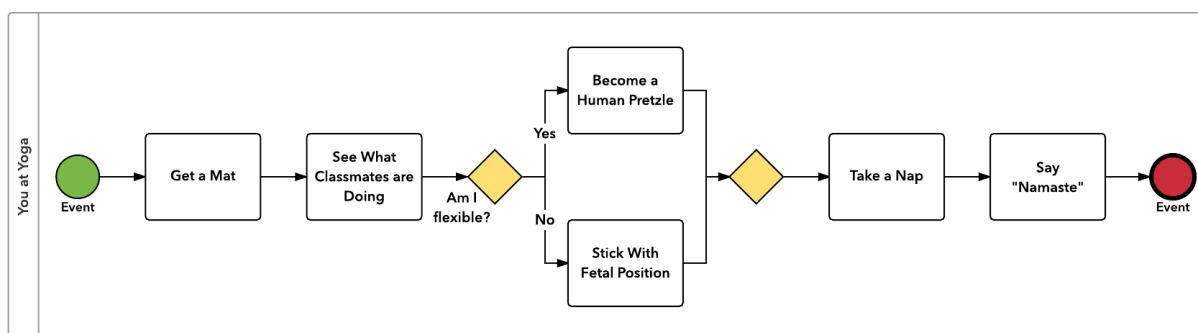 You at Yoga
Event
Get a Mat
See What
Classmates are
Doing
Am I
flexible?
Yes
Become a
Human Pretzle
No
Stick With
Fetal Position
Take a Nap
Say
"Namaste"
Event